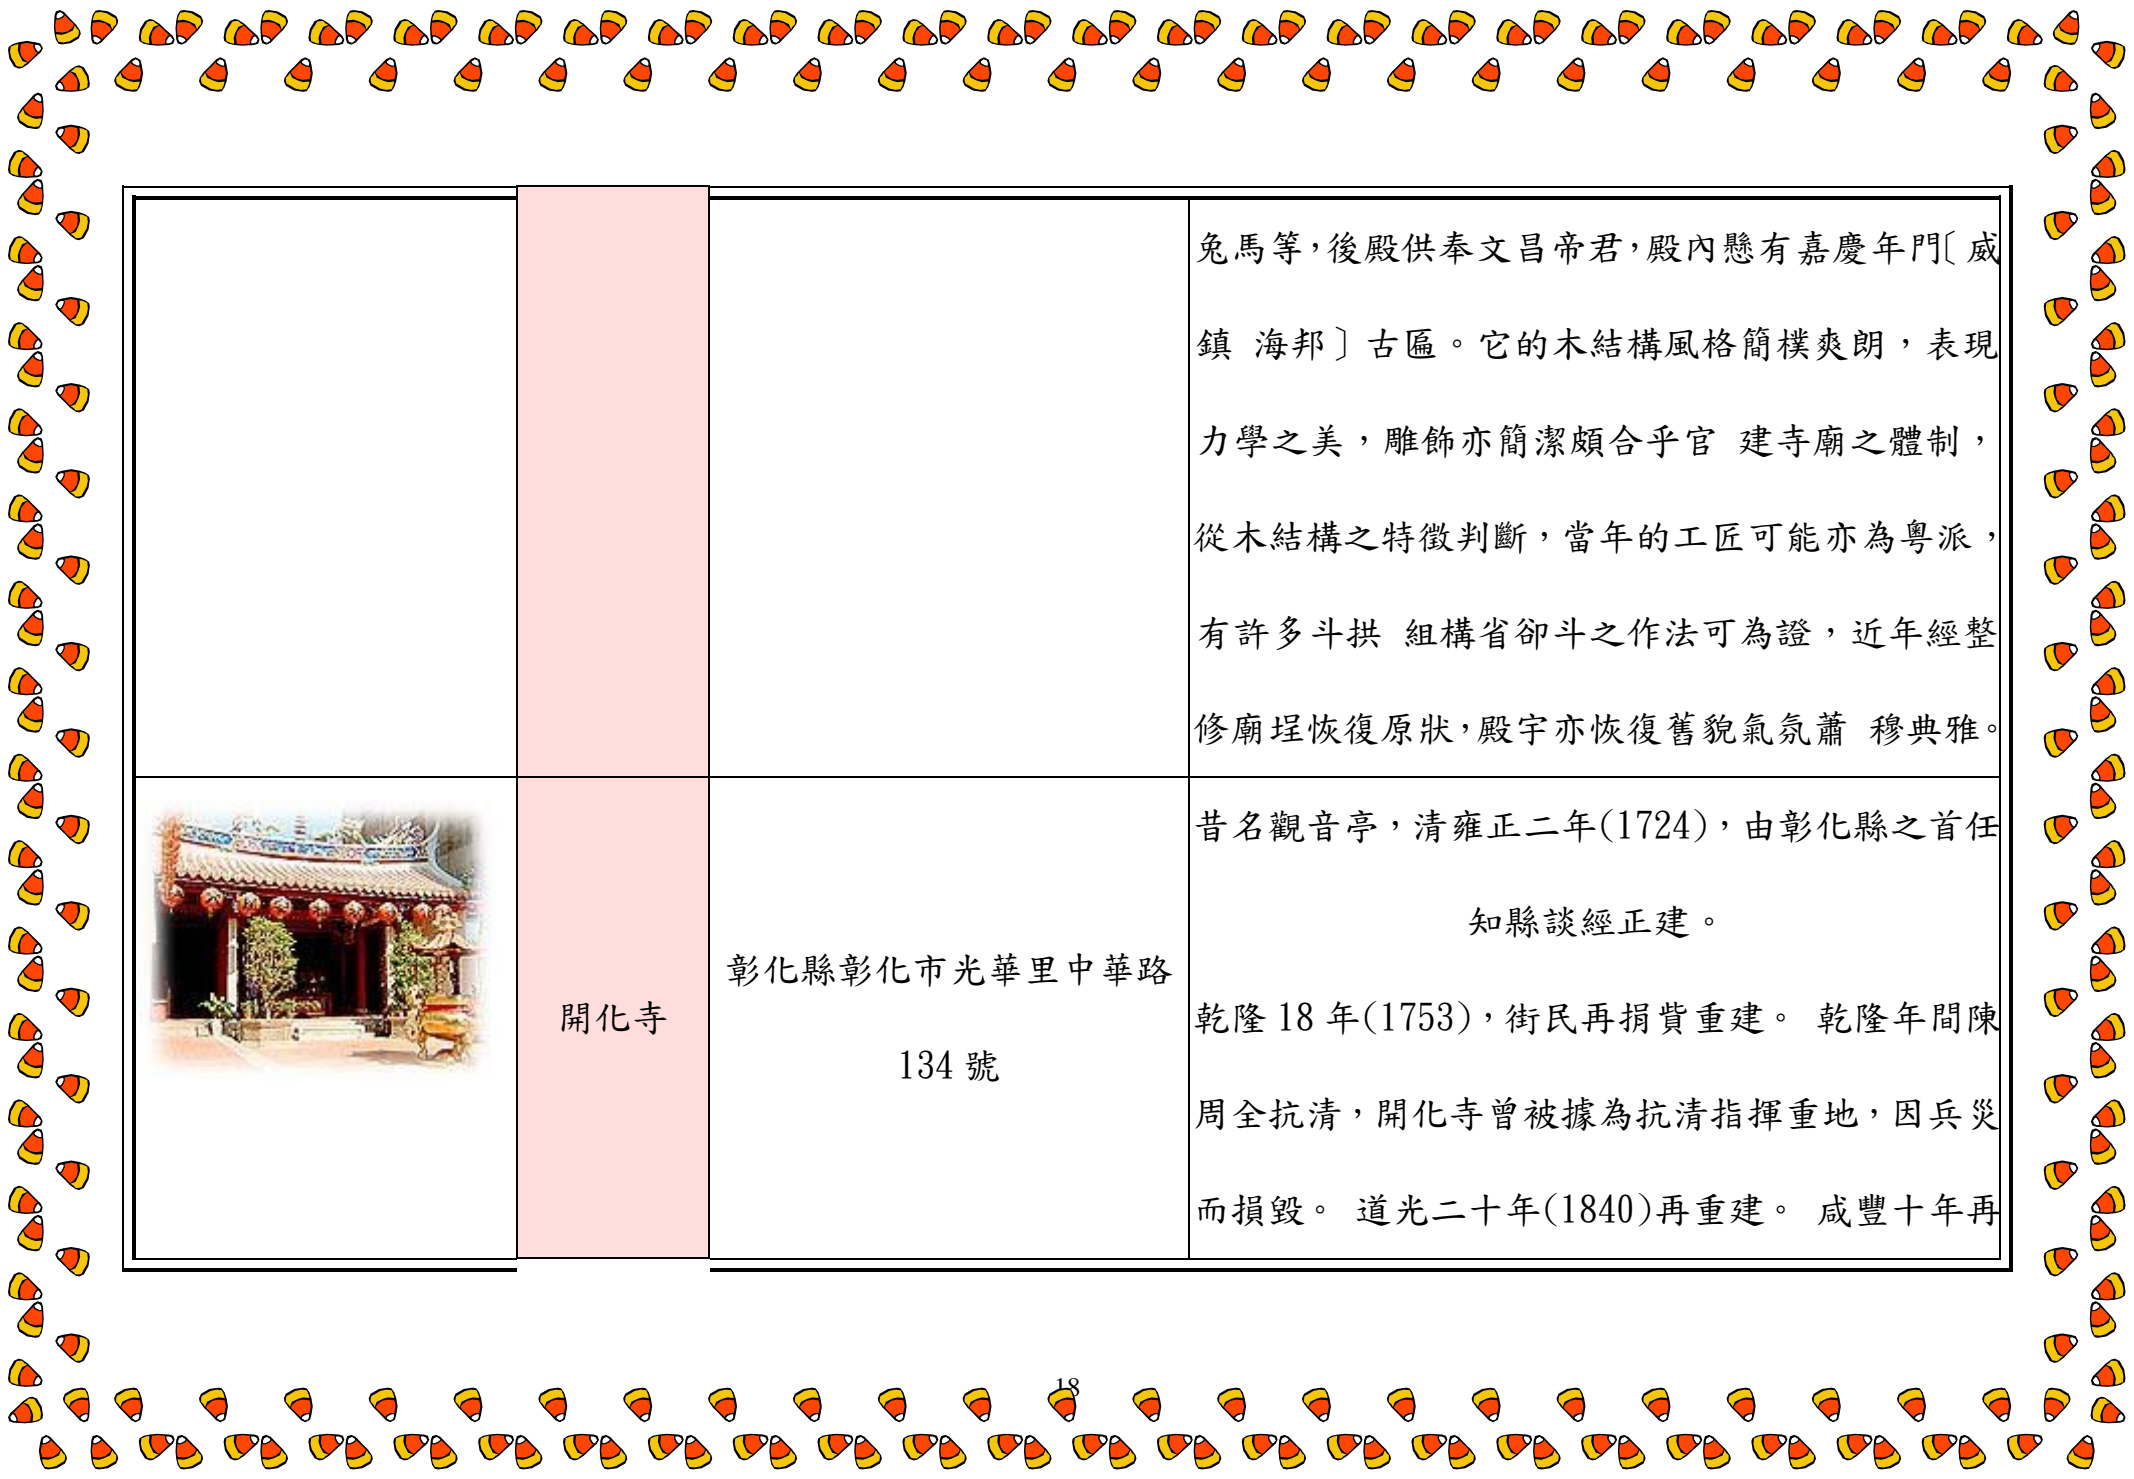 兔馬等，後殿供奉文昌帝君，殿內懸有嘉慶年門〔威
鎮 海邦〕古匾。它的木結構風格簡樸爽朗，表現
力學之美，雕飾亦簡潔頗合乎官 建寺廟之體制，
從木結構之特徵判斷，當年的工匠可能亦為粵派，
有許多斗拱 組構省卻斗之作法可為證，近年經整
修廟埕恢復原狀，殿宇亦恢復舊貌氣氛蕭 穆典雅。
開化寺
彰化縣彰化市光華里中華路
134 號
昔名觀音亭，清雍正二年(1724)，由彰化縣之首任
知縣談經正建。
乾隆 18 年(1753)，街民再捐貲重建。 乾隆年間陳
周全抗清，開化寺曾被據為抗清指揮重地，因兵災
而損毀。 道光二十年(1840)再重建。 咸豐十年再
18